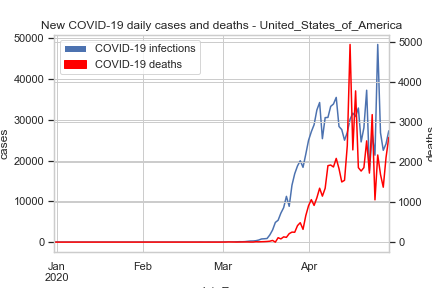 New COVID-19 daily cases and deaths - United_States_of_America
COVID-19 infections
COVID-19 deaths
50000
40000
30000
20000
10000
0
cases
5000
4000
3000
2000
1000
0
deaths
Jan
2020
Feb
Mar
Apr